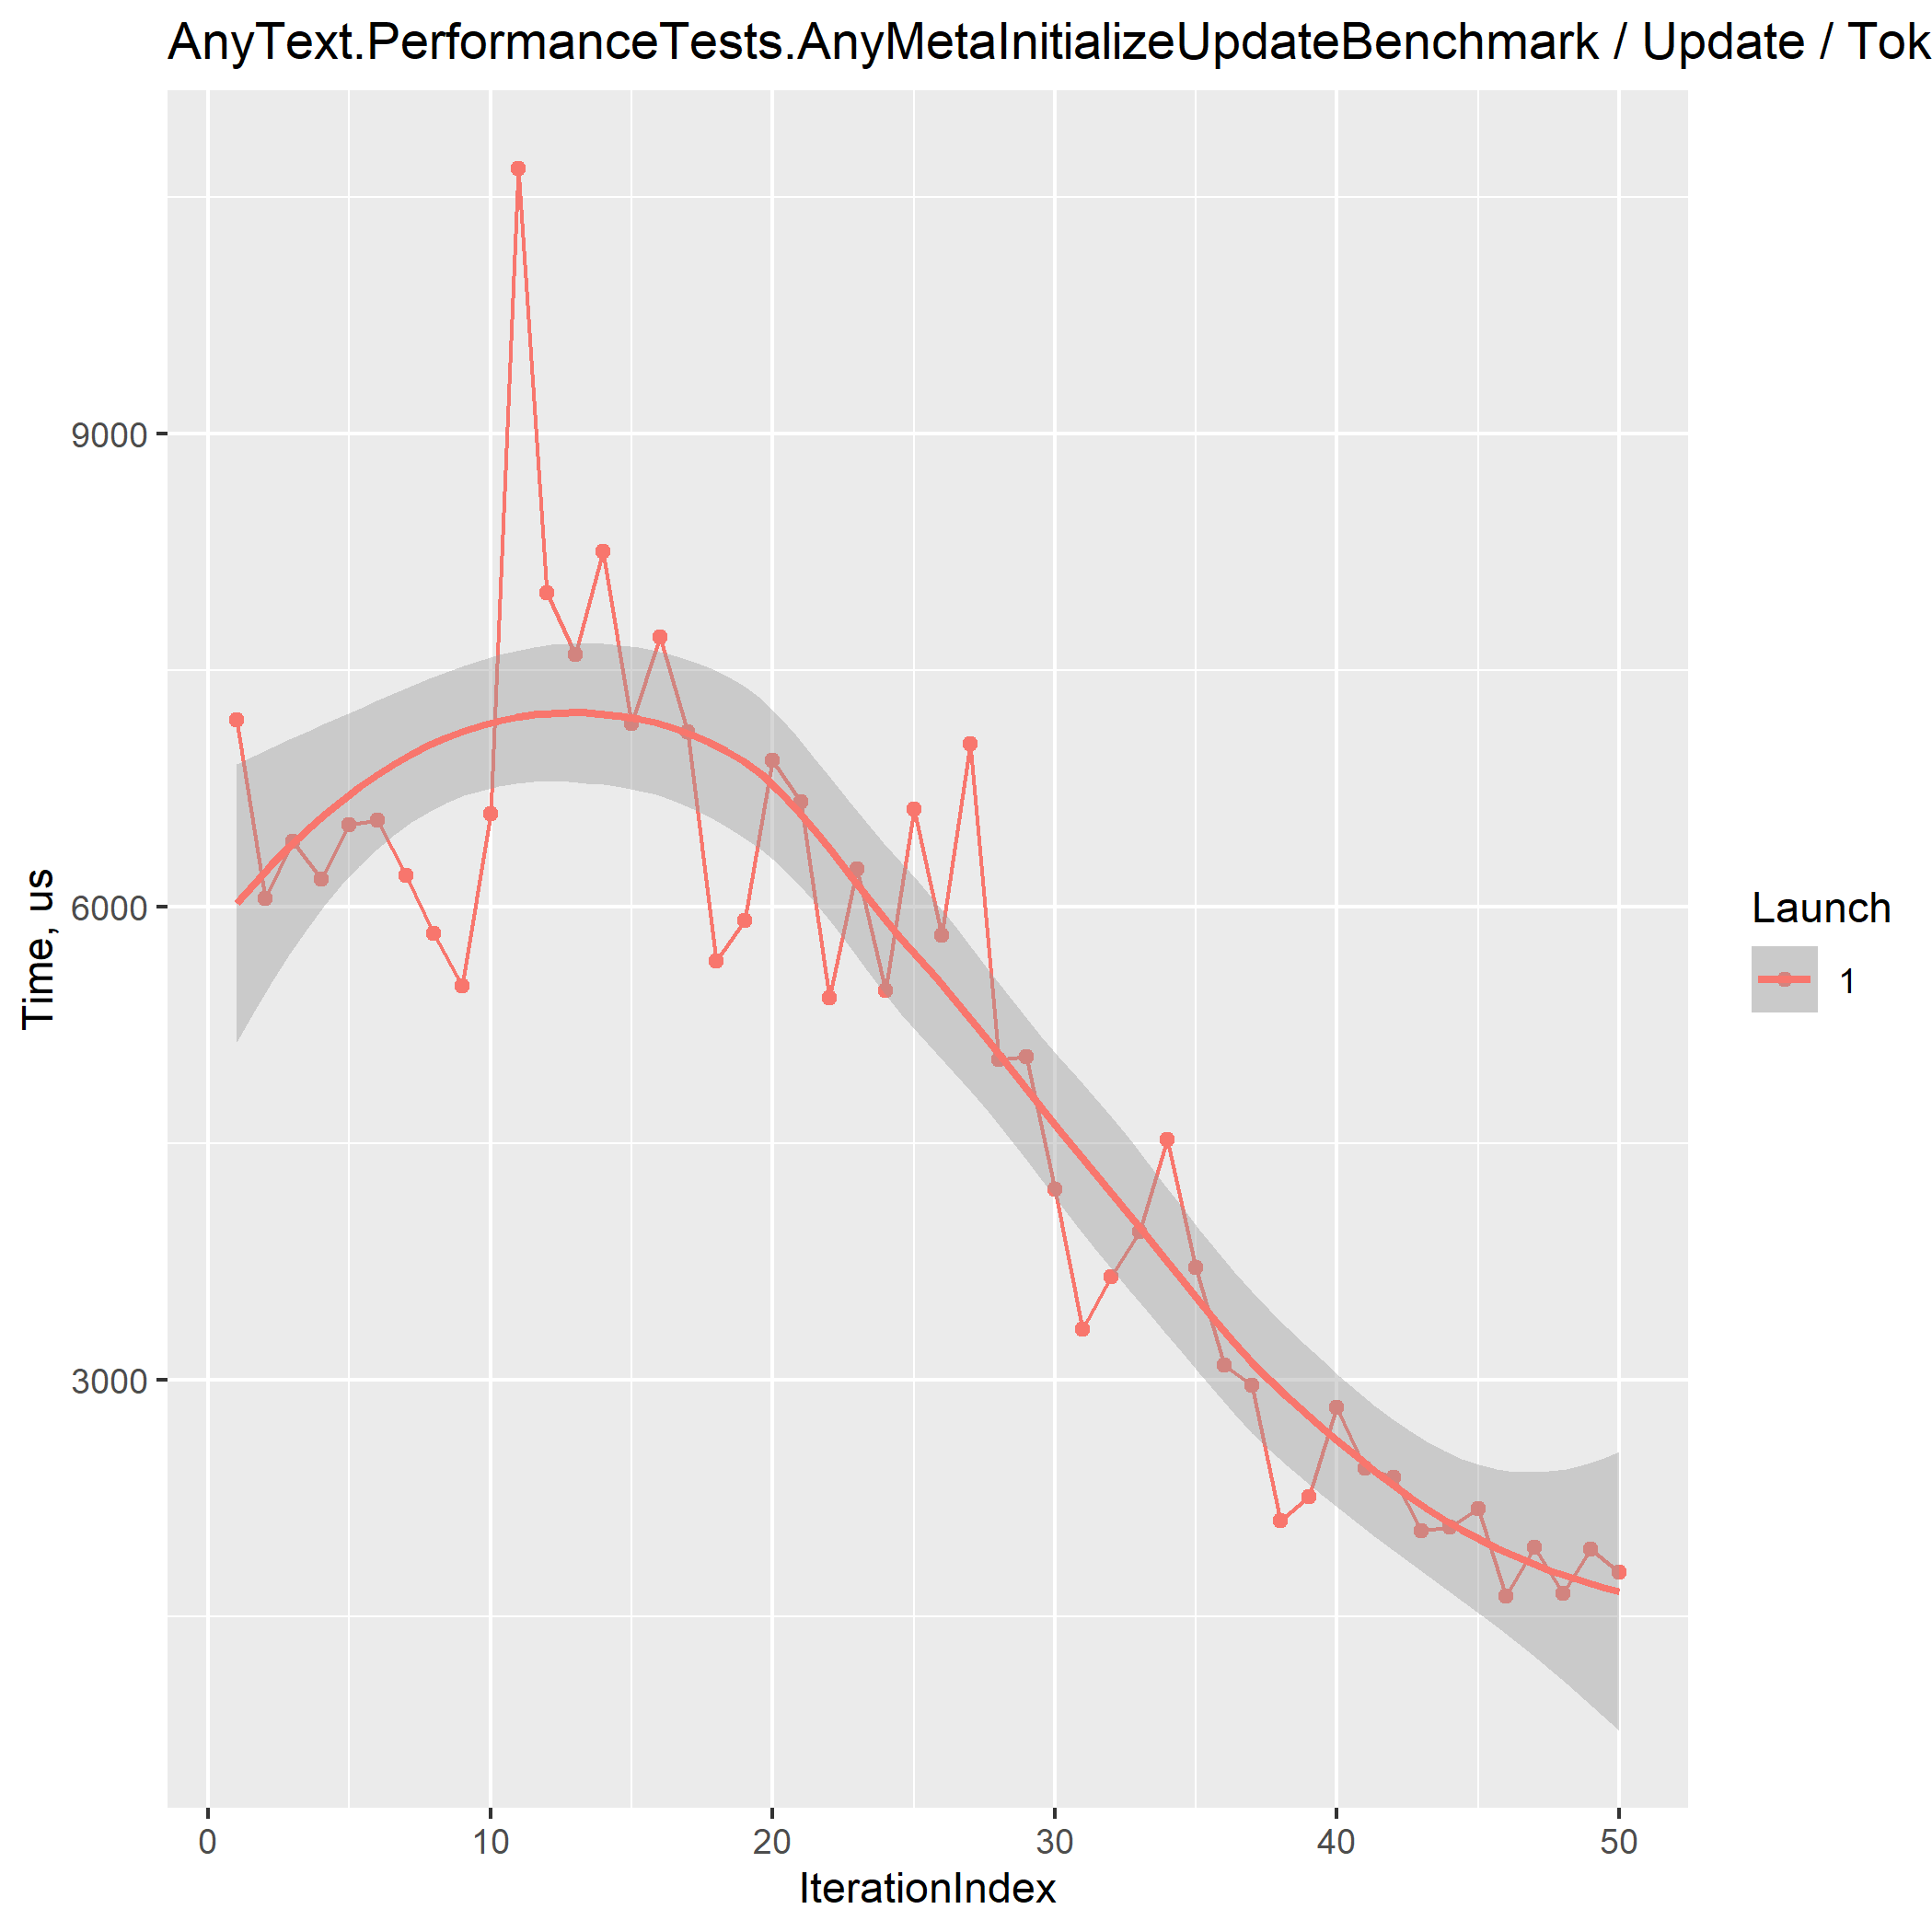 AnyText.PerformanceTests.AnyMetaInitializeUpdateBenchmark / Update / Tok
9000
6000
3000
Time, us
0 10 20 30 40 50
IterationIndex
Launch
1